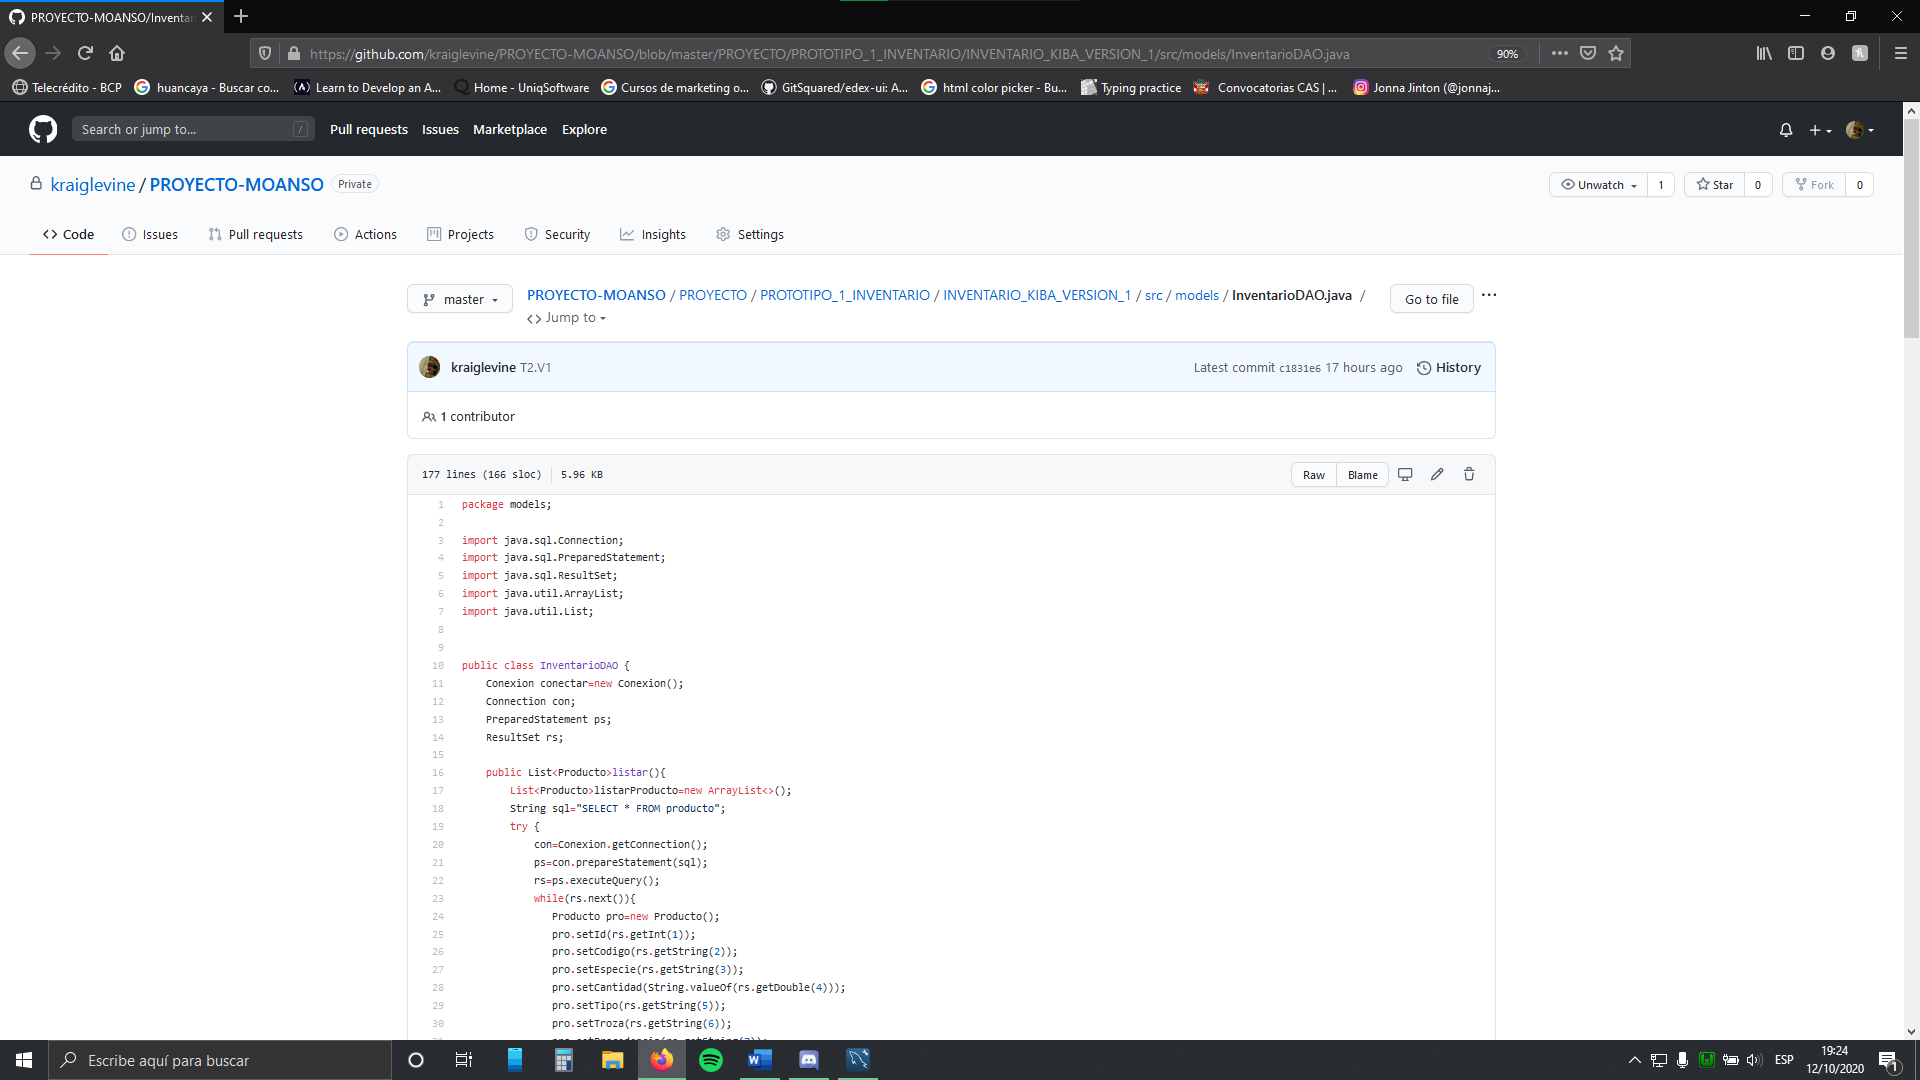 PROYECTO-MOANSO/Inventar
https://github.com/kraiglevine/PROYECTO-MOANSO/blob/master/PROYECTO/PROTOTIPO_1_INVENTARIO/INVENTARIO_KIBA_VERSION_1/src/models/InventarioDAO.java
90%
Telecrédito - BCP
huancaya - Buscar co...
Learn to Develop an A...
Home - UniqSoftware
Cursos de marketing o...
GitSquared/edex-ui: A...
html color picker - Bu...
Typing practice
Convocatorias CAS | ...
Jonna Jinton (@jonnaj...
Search or jump to...
/
Pull requests
Issues
Marketplace
Explore
kraiglevine / PROYECTO-MOANSO
Private
Unwatch
1
Star
0
Fork
0
Code
Issues
Pull requests
Actions
Projects
Security
Insights
Settings
master
PROYECTO-MOANSO / PROYECTO / PROTOTIPO_1_INVENTARIO / INVENTARIO_KIBA_VERSION_1 / src / models / InventarioDAO.java /
Jump to
Go to file
kraiglevine T2.V1
Latest commit c1831e6 17 hours ago
History
1 contributor
177 lines (166 sloc)
5.96 KB
Raw
Blame
1 package models;
2
3 import java.sql.Connection;
4 import java.sql.PreparedStatement;
5 import java.sql.ResultSet;
6 import java.util.ArrayList;
7 import java.util.List;
8
9
10 public class InventarioDAO {
11 Conexion conectar=new Conexion();
12 Connection con;
13 PreparedStatement ps;
14 ResultSet rs;
15
16 public List<Producto>listar(){
17 List<Producto>listarProducto=new ArrayList<>();
18 String sql="SELECT * FROM producto";
19 try {
20 con=Conexion.getConnection();
21 ps=con.prepareStatement(sql);
22 rs=ps.executeQuery();
23 while(rs.next()){
24 Producto pro=new Producto();
25 pro.setId(rs.getInt(1));
26 pro.setCodigo(rs.getString(2));
27 pro.setEspecie(rs.getString(3));
28 pro.setCantidad(String.valueOf(rs.getDouble(4)));
29 pro.setTipo(rs.getString(5));
30 pro.setTroza(rs.getString(6));
Escribe aquí para buscar
ESP
19:24
12/10/2020
1